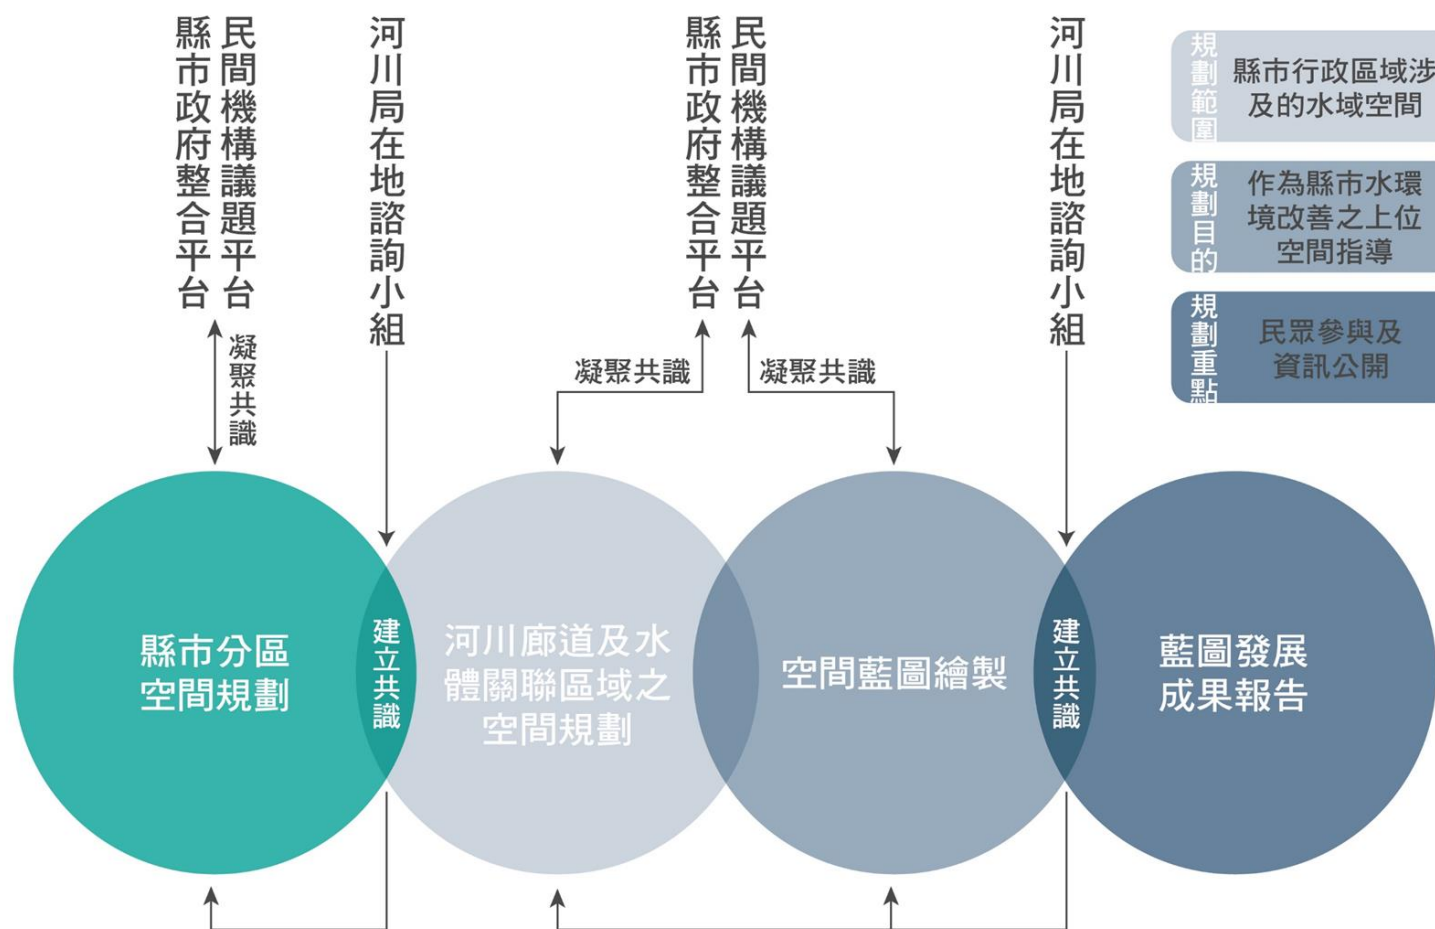 民間機構議題平台
縣市政府整合平台
河川局在地諮詢小組
民間機構議題平台
縣市政府整合平台
河川局在地諮詢小組
規劃範圍
縣市行政區域涉
及的水域空間
規劃目的
作為縣市水環
境改善之上位
空間指導
規劃重點
民眾參與及
資訊公開
凝聚共識
凝聚共識
凝聚共識
縣市分區
空間規劃
建立共識
河川廊道及水
體關聯區域之
空間規劃
空間藍圖繪製
建立共識
藍圖發展
成果報告